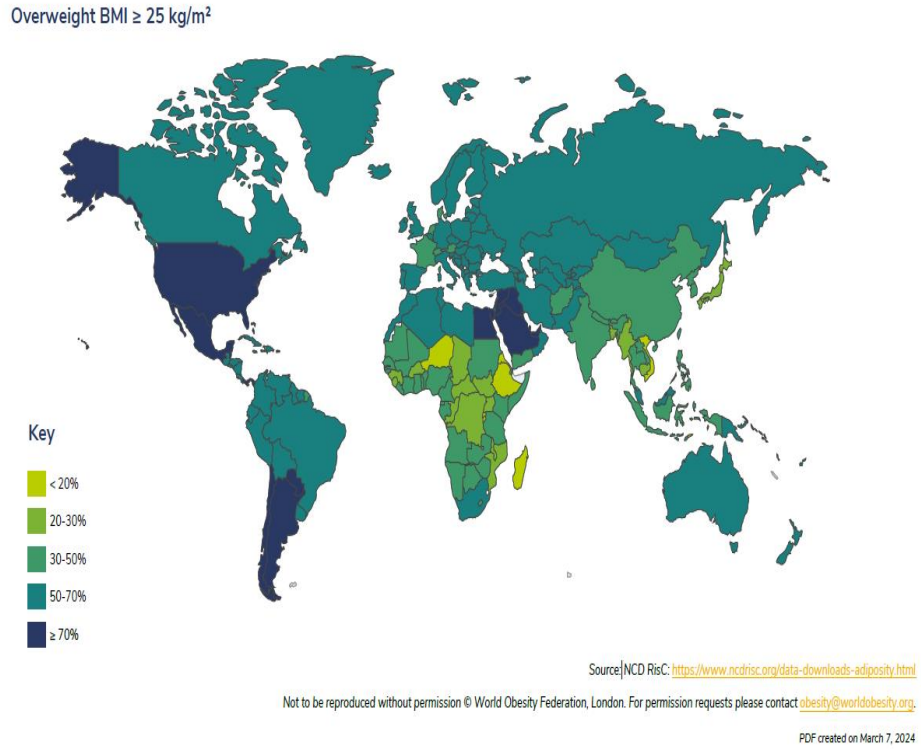 Overweight BMI ≥ 25 kg/m²
Key
< 20%
20-30%
30-50%
50-70%
≥ 70%
Source: NCD RisC: https://www.ncdrisc.org/data-downloads-adiposity.html
Not to be reproduced without permission © World Obesity Federation, London. For permission requests please contact obesity@worldobesity.org.
PDF created on March 7, 2024